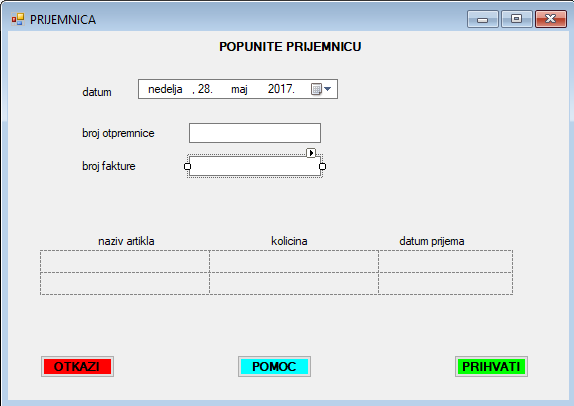 PRIJEMNICA
POPUNITE PRIJEMNICU
datum nedelja , 28. maj 2017.
broj otpremnice
broj fakture
naziv artikla kolicina datum prijema
OTKAZI POMOC PRIHVATI